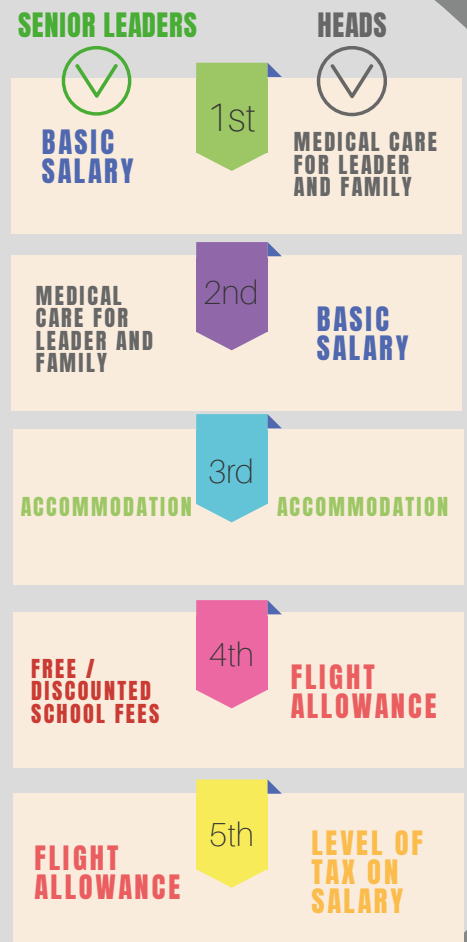 SENIOR LEADERS
HEADS
1st
BASIC
SALARY
MEDICAL CARE
FOR LEADER
AND FAMILY
2nd
MEDICAL
CARE FOR
LEADER AND
FAMILY
BASIC
SALARY
3rd
ACCOMMODATION
ACCOMMODATION
4th
FREE /
DISCOUNTED
SCHOOL FEES
FLIGHT
ALLOWANCE
5th
FLIGHT
ALLOWANCE
LEVEL OF
TAX ON
SALARY